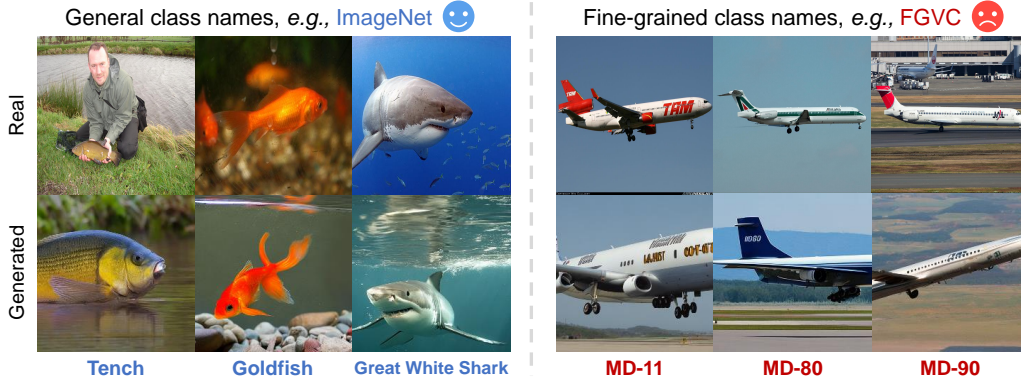 General class names, e.g., ImageNet
Fine-grained class names, e.g., FGVC
Real
TAM
JAL
Generated
Tench
Goldfish
Great White Shark
MD-11
MD-80
MD-90